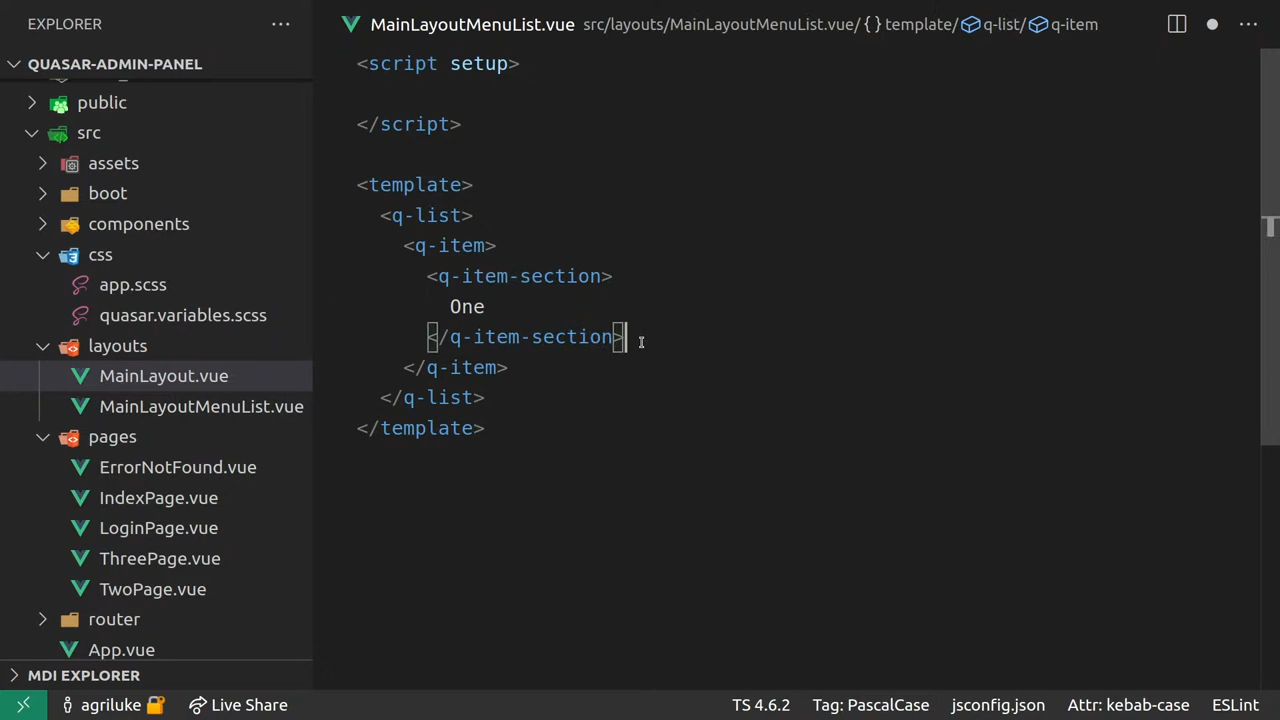 EXPLORER
QUASAR-ADMIN-PANEL
public
src
assets
boot
components
css
app.scss
quasar.variables.scss
layouts
MainLayout.vue
MainLayoutMenuList.vue
pages
ErrorNotFound.vue
IndexPage.vue
LoginPage.vue
ThreePage.vue
TwoPage.vue
router
App.vue
MDI EXPLORER
MainLayoutMenuList.vue src/layouts/MainLayoutMenuList.vue/{} template/ q-list/ q-item
<script setup>
</script>
<template>
<q-list>
<q-item>
<q-item-section>
One
</q-item-section>
</q-item>
</q-list>
</template>
agriluke Live Share TS 4.6.2 Tag: PascalCase jsconfig.json Attr: kebab-case ESLint